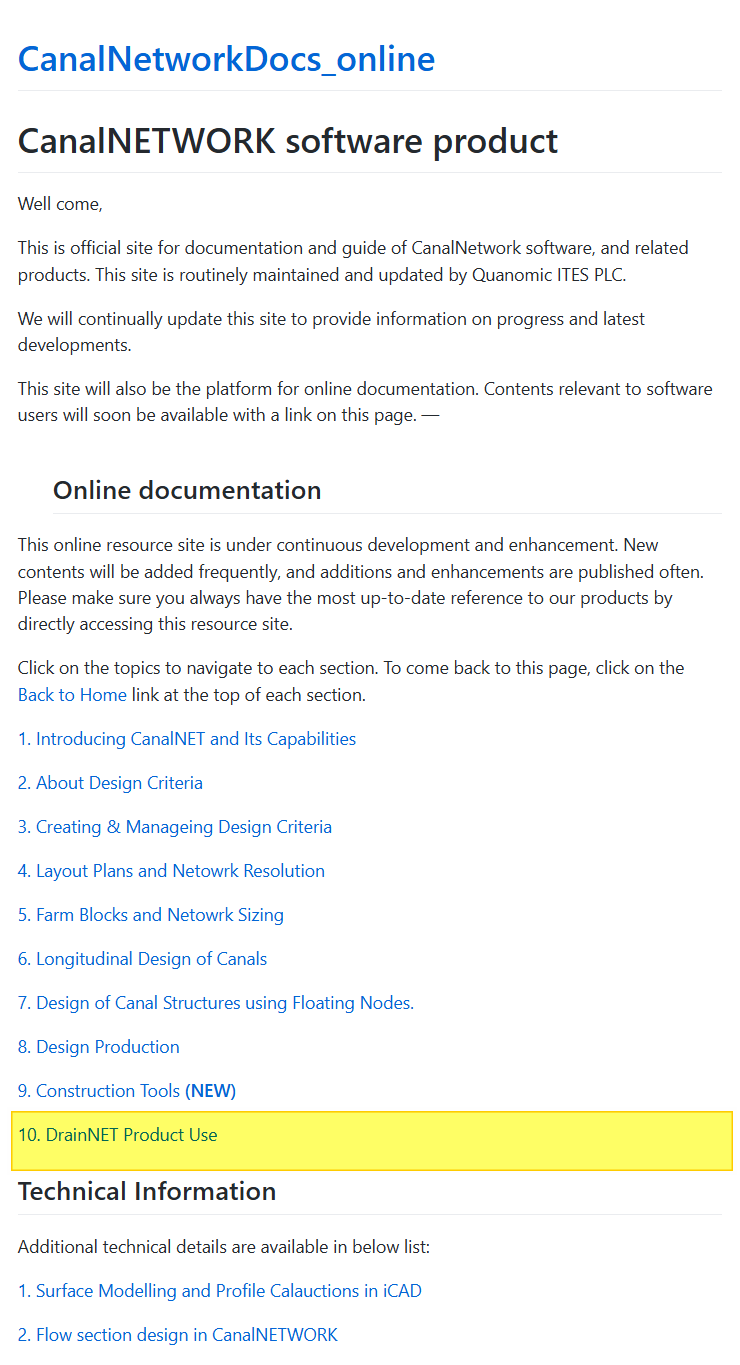 CanalNetworkDocs_online
CanalNETWORK software product
Well come,
This is official site for documentation and guide of CanalNetwork software, and related
products. This site is routinely maintained and updated by Quanomic ITES PLC.
We will continually update this site to provide information on progress and latest
developments.
This site will also be the platform for online documentation. Contents relevant to software
users will soon be available with a link on this page. —
Online documentation
This online resource site is under continuous development and enhancement. New
contents will be added frequently, and additions and enhancements are published often.
Please make sure you always have the most up-to-date reference to our products by
directly accessing this resource site.
Click on the topics to navigate to each section. To come back to this page, click on the
Back to Home link at the top of each section.
1. Introducing CanalNET and Its Capabilities
2. About Design Criteria
3. Creating & Manageing Design Criteria
4. Layout Plans and Netowrk Resolution
5. Farm Blocks and Netowrk Sizing
6. Longitudinal Design of Canals
7. Design of Canal Structures using Floating Nodes.
8. Design Production
9. Construction Tools (NEW)
10. DrainNET Product Use
Technical Information
Additional technical details are available in below list:
1. Surface Modelling and Profile Calauctions in iCAD
2. Flow section design in CanalNETWORK